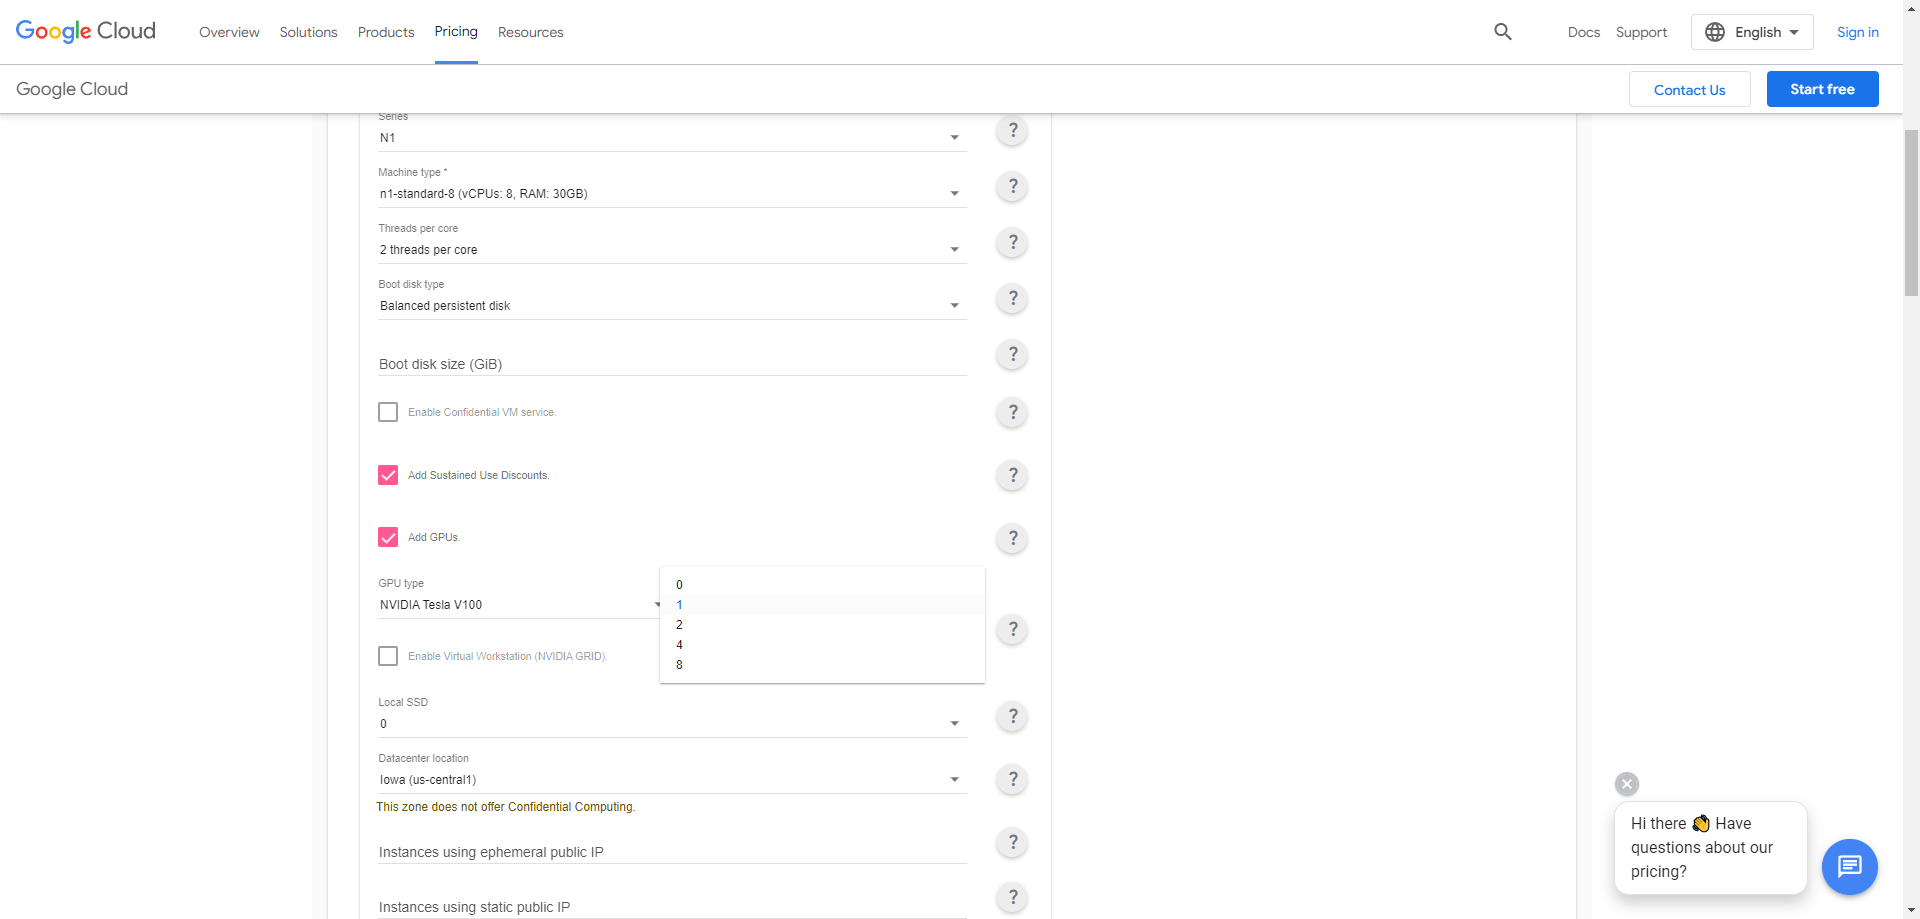 Google Cloud
Overview
Solutions
Products
Pricing
Resources
Docs
Support
English
Sign in
Google Cloud
Contact Us
Start free
Series
N1
?
Machine type *
n1-standard-8 (vCPUs: 8, RAM: 30GB)
?
Threads per core
2 threads per core
?
Boot disk type
Balanced persistent disk
?
Boot disk size (GiB)
?
Enable Confidential VM service.
?
Add Sustained Use Discounts.
?
Add GPUs.
?
GPU type
NVIDIA Tesla V100
0
1
2
4
8
?
Enable Virtual Workstation (NVIDIA GRID).
Local SSD
0
?
Datacenter location
Iowa (us-central1)
?
This zone does not offer Confidential Computing.
Instances using ephemeral public IP
?
Instances using static public IP
?
Hi there 👋 Have
questions about our
pricing?